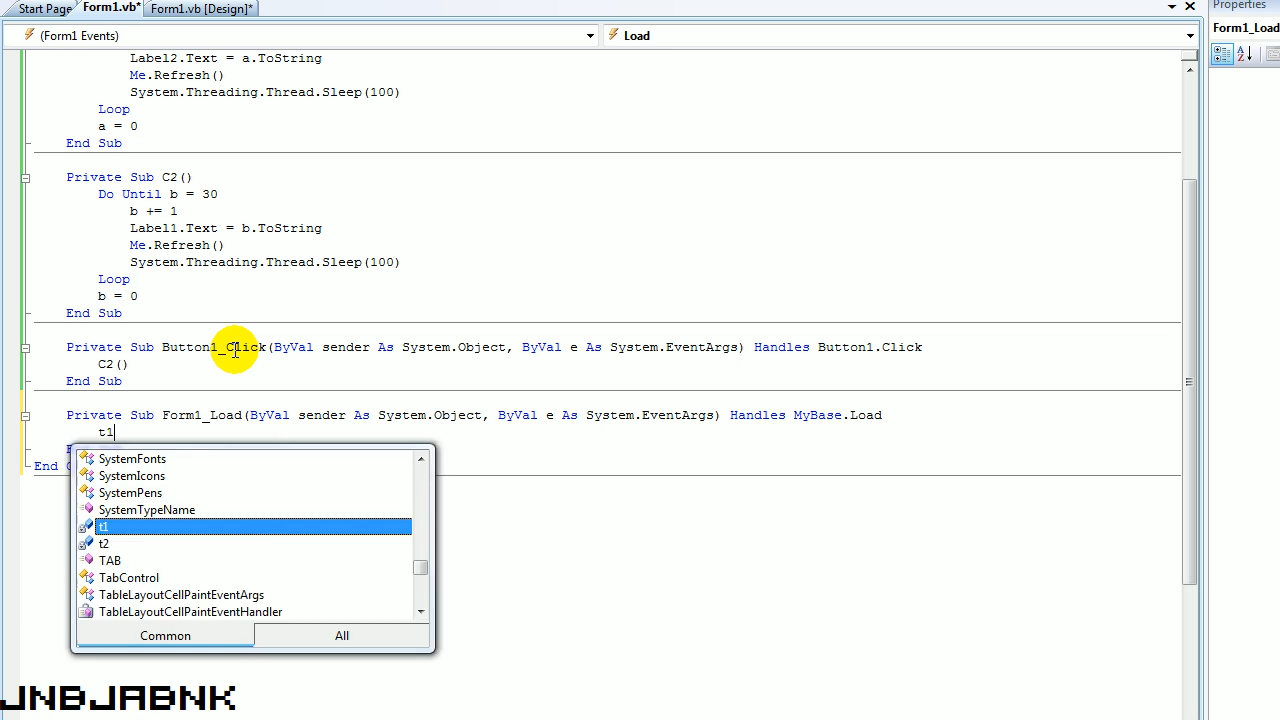 Start Page Form1.vb* Form1.vb [Design]* Properties
(Form1 Events) Load Form1_Load
Label2.Text = a.ToString
Me.Refresh()
System.Threading.Thread.Sleep(100)
Loop
a = 0
End Sub
Private Sub C2()
Do Until b = 30
b += 1
Label1.Text = b.ToString
Me.Refresh()
System.Threading.Thread.Sleep(100)
Loop
b = 0
End Sub
Private Sub Button1_Click(ByVal sender As System.Object, ByVal e As System.EventArgs) Handles Button1.Click
C2()
End Sub
Private Sub Form1_Load(ByVal sender As System.Object, ByVal e As System.EventArgs) Handles MyBase.Load
t1
End
SystemFonts
SystemIcons
SystemPens
SystemTypeName
t1
t2
TAB
TabControl
TableLayoutCellPaintEventArgs
TableLayoutCellPaintEventHandler
Common All
JNBJABNK